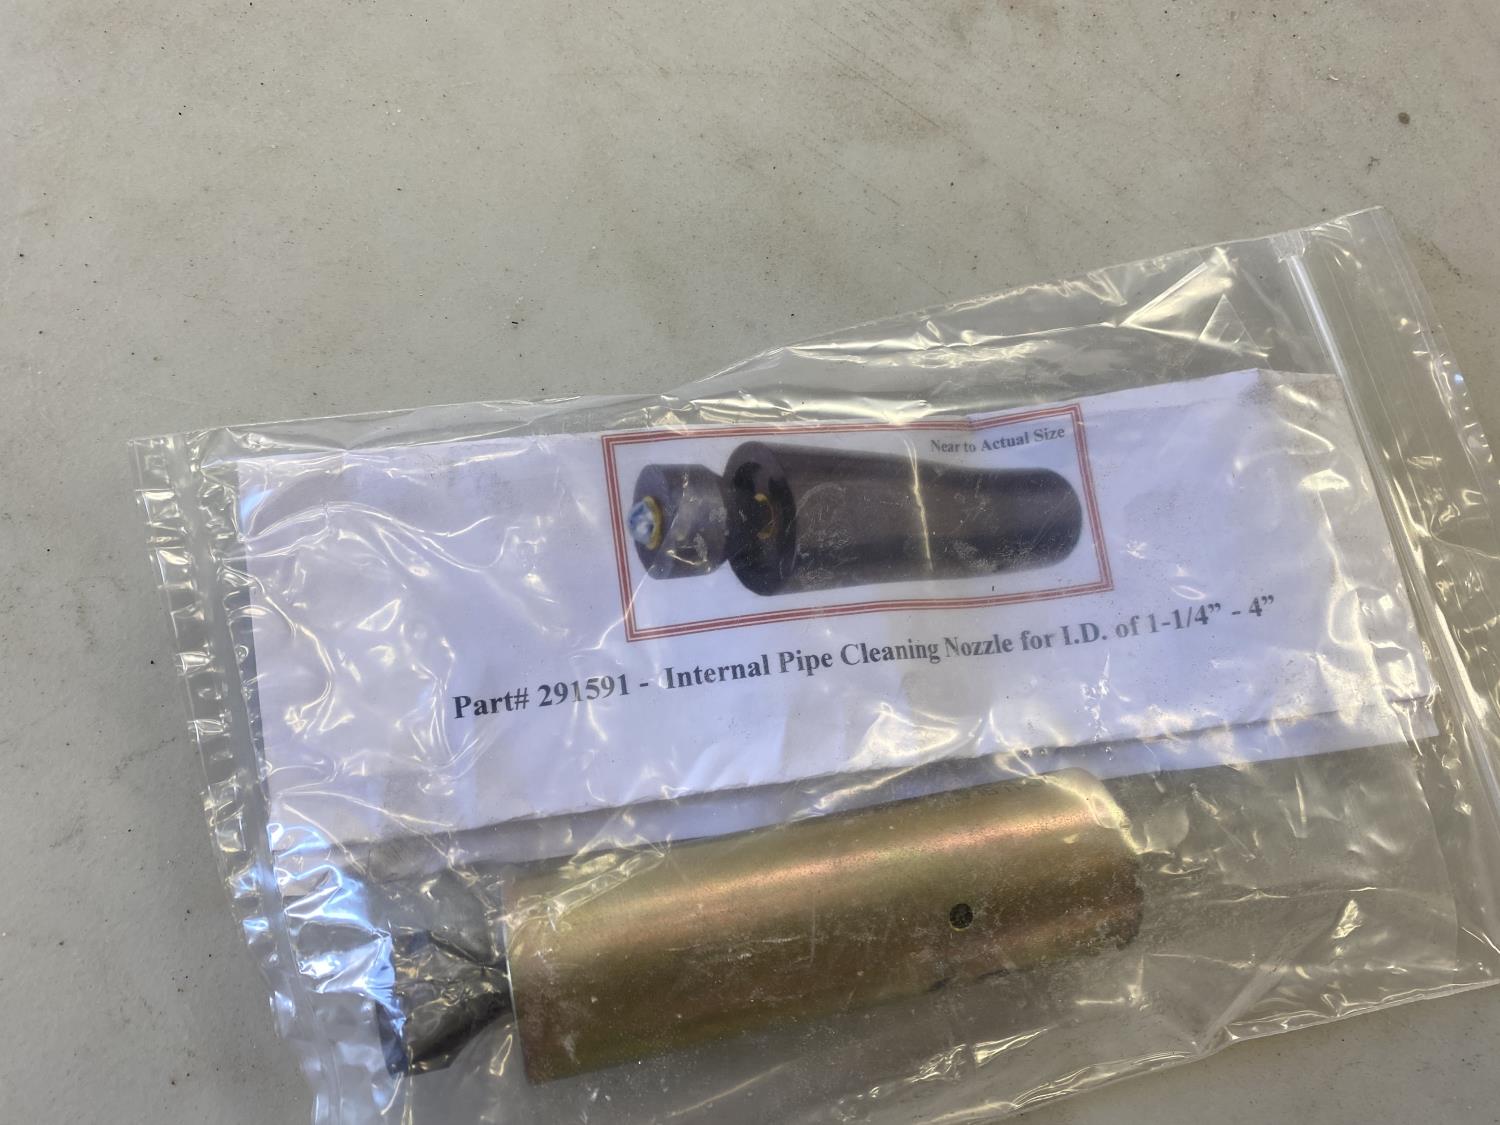 Near to Actual Size
Part# 291591 - Internal Pipe Cleaning Nozzle for I.D. of 1-1/4” - 4”